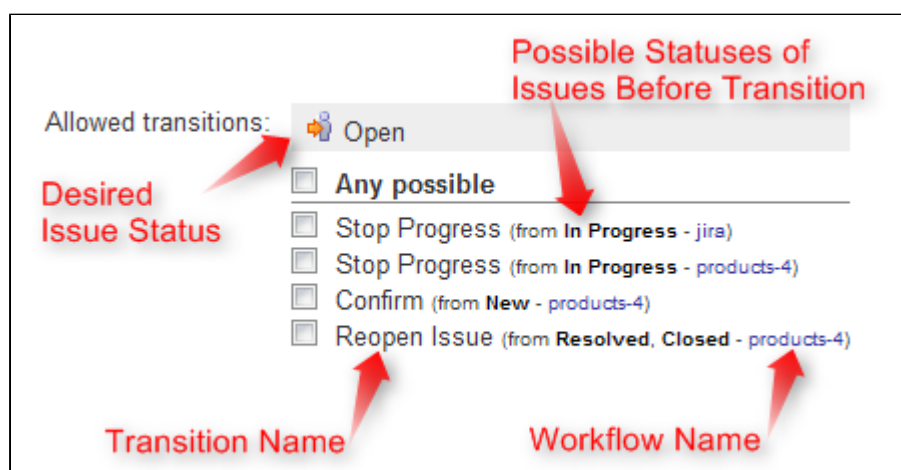 Possible Statuses of
Issues Before Transition
Allowed transitions:
Open
Desired
Issue Status
Any possible
Stop Progress (from In Progress - jira)
Stop Progress (from In Progress - products-4)
Confirm (from New - products-4)
Reopen Issue (from Resolved, Closed - products-4)
Transition Name
Workflow Name